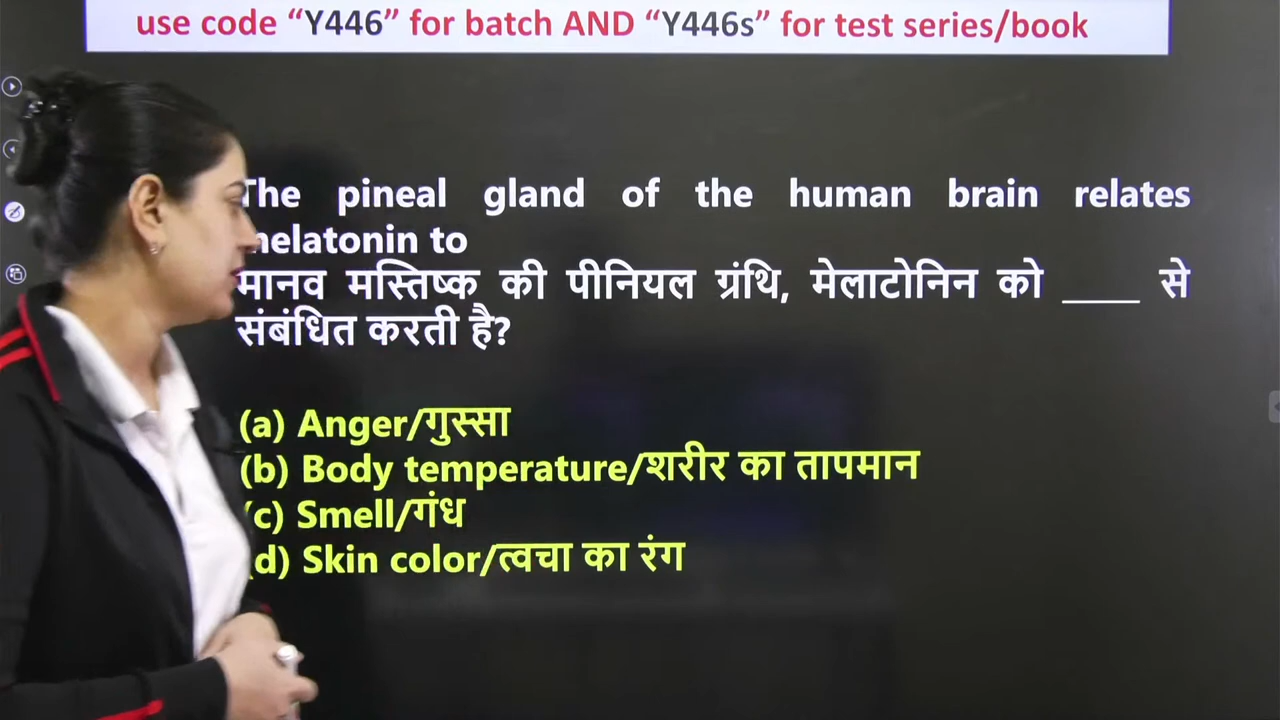 use code “Y446” for batch AND “Y446s” for test series/book
The pineal gland of the human brain relates
melatonin to
मानव मस्तिष्क की पीनियल ग्रंथि, मेलाटोनिन को ____ से
संबंधित करती है?
(a) Anger/गुस्सा
(b) Body temperature/शरीर का तापमान
(c) Smell/गंध
(d) Skin color/त्वचा का रंग